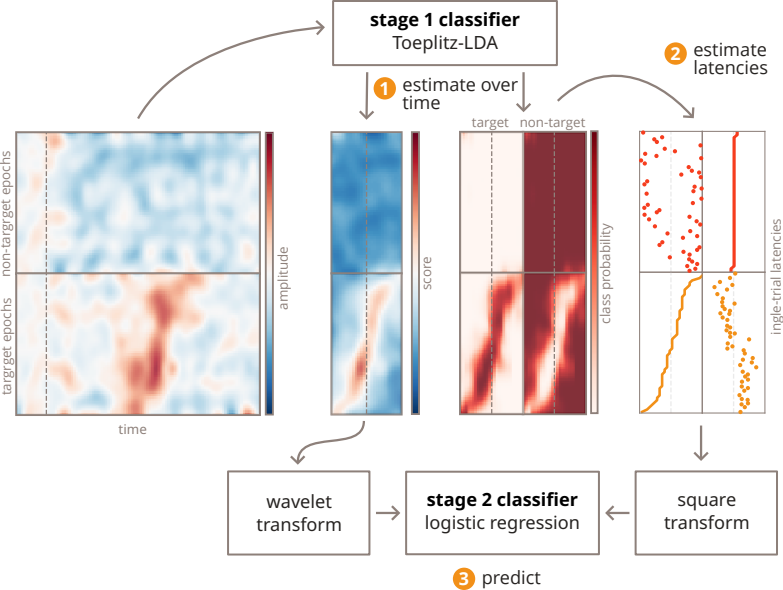 stage 1 classifier
Toeplitz-LDA
1 estimate over
time
2 estimate
latencies
target non-target
non-targrget epochs
targrget epochs
amplitude
score
class probability
ingle-trial latencies
time
wavelet
transform
stage 2 classifier
logistic regression
square
transform
3 predict